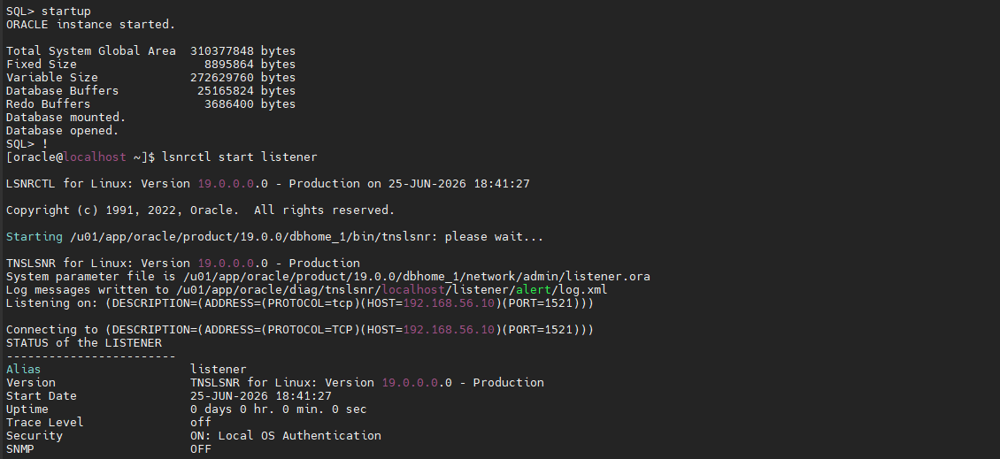 SQL> startup
ORACLE instance started.
Total System Global Area  310377848 bytes
Fixed Size                  8895864 bytes
Variable Size             272629760 bytes
Database Buffers           25165824 bytes
Redo Buffers                3686400 bytes
Database mounted.
Database opened.
SQL> !
[oracle@localhost ~]$ lsnrctl start listener
LSNRCTL for Linux: Version 19.0.0.0.0 - Production on 25-JUN-2026 18:41:27
Copyright (c) 1991, 2022, Oracle.  All rights reserved.
Starting /u01/app/oracle/product/19.0.0/dbhome_1/bin/tnslsnr: please wait...
TNSLSNR for Linux: Version 19.0.0.0.0 - Production
System parameter file is /u01/app/oracle/product/19.0.0/dbhome_1/network/admin/listener.ora
Log messages written to /u01/app/oracle/diag/tnslsnr/localhost/listener/alert/log.xml
Listening on: (DESCRIPTION=(ADDRESS=(PROTOCOL=tcp)(HOST=192.168.56.10)(PORT=1521)))
Connecting to (DESCRIPTION=(ADDRESS=(PROTOCOL=TCP)(HOST=192.168.56.10)(PORT=1521)))
STATUS of the LISTENER
------------------------
Alias                     listener
Version                   TNSLSNR for Linux: Version 19.0.0.0.0 - Production
Start Date                25-JUN-2026 18:41:27
Uptime                    0 days 0 hr. 0 min. 0 sec
Trace Level               off
Security                  ON: Local OS Authentication
SNMP                      OFF